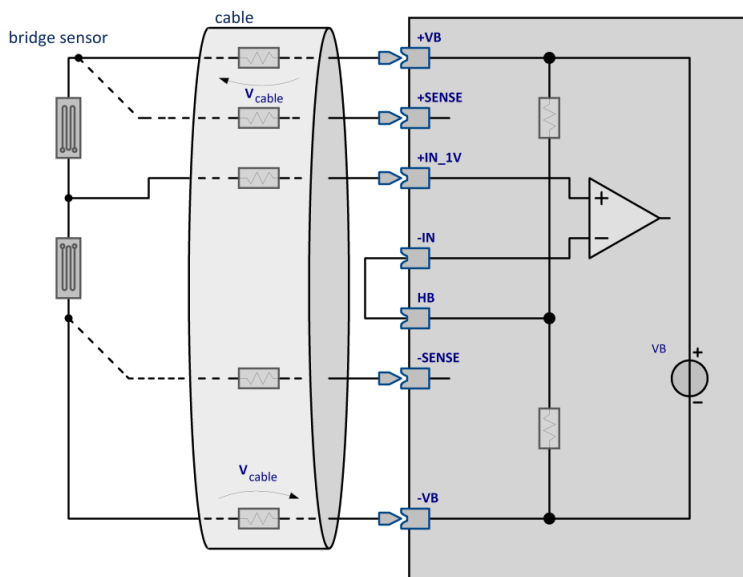 cable
bridge sensor
+VB
V cable
+SENSE
+IN_1V
+
-IN
−
HB
-SENSE
VB
+
−
V cable
-VB